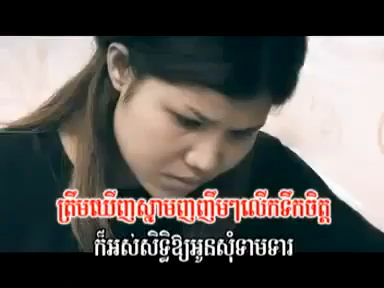 ត្រឹមឃើញស្នាមញញឹមៗលើកទឹកចិត្ត
ក៏អស់សិទ្ធិឱ្យអូនសុំទាមទារ